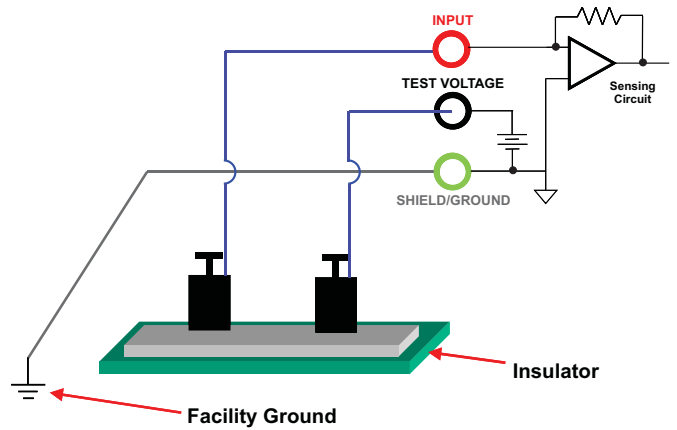 INPUT
TEST VOLTAGE
Sensing
Circuit
SHIELD/GROUND
Insulator
Facility Ground